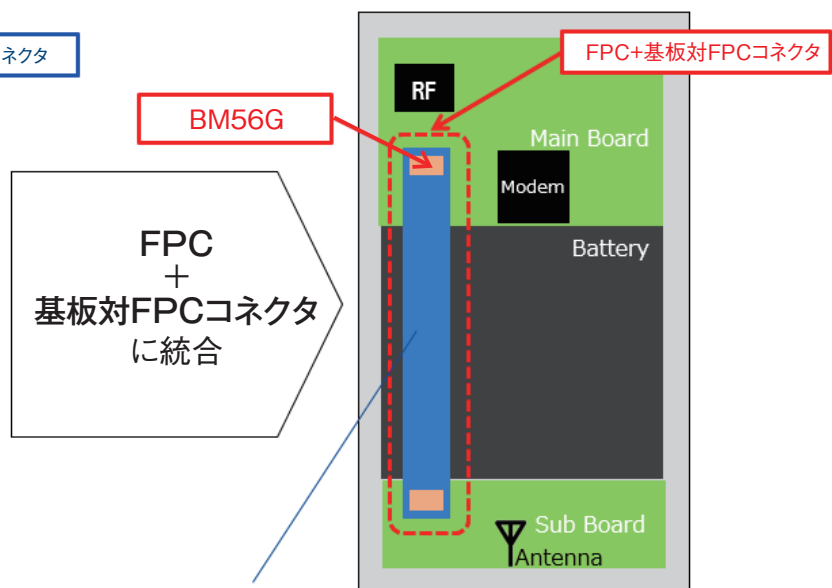 ネクタ
FPC+基板対FPCコネクタ
RF
BM56G
Main Board
Modem
FPC
+
基板対FPCコネクタ
に統合
Battery
Sub Board
Antenna